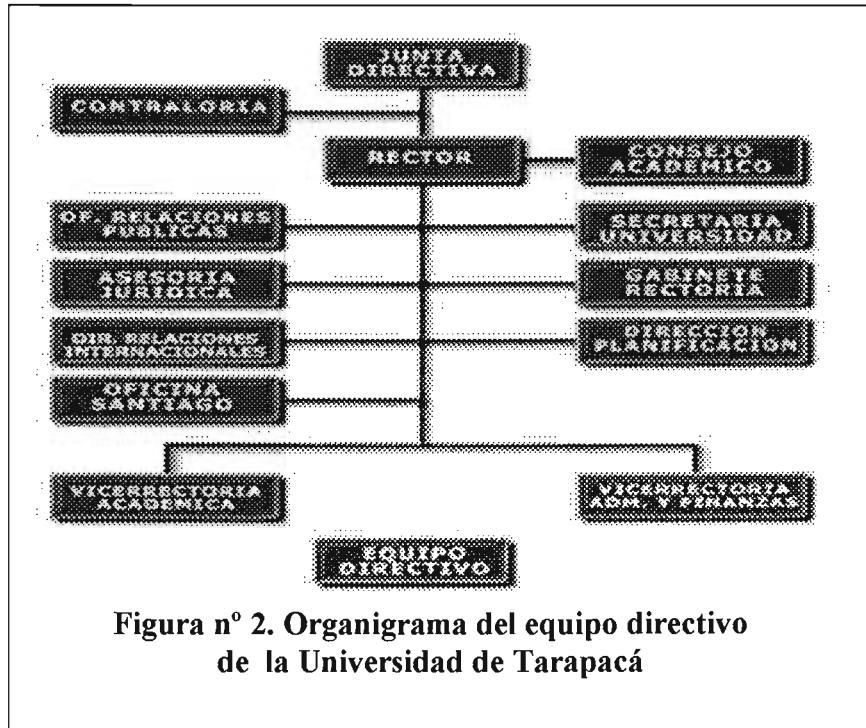 JUNTA
DIRECTIVA
CONTRALORIA
RECTOR
CONSEJO
ACADEMICO
OF. RELACIONES
PUBLICAS
SECRETARIA
UNIVERSIDAD
ASESORIA
JURIDICA
GABINETE
RECTORIA
DIR. RELACIONES
INTERNACIONALES
DIRECCION
PLANIFICACION
OFICINA
SANTIAGO
VICERRECTORIA
ACADEMICA
VICERRECTORIA
ADM. Y FINANZAS
EQUIPO
DIRECTIVO
Figura nº 2. Organigrama del equipo directivo
de la Universidad de Tarapacá